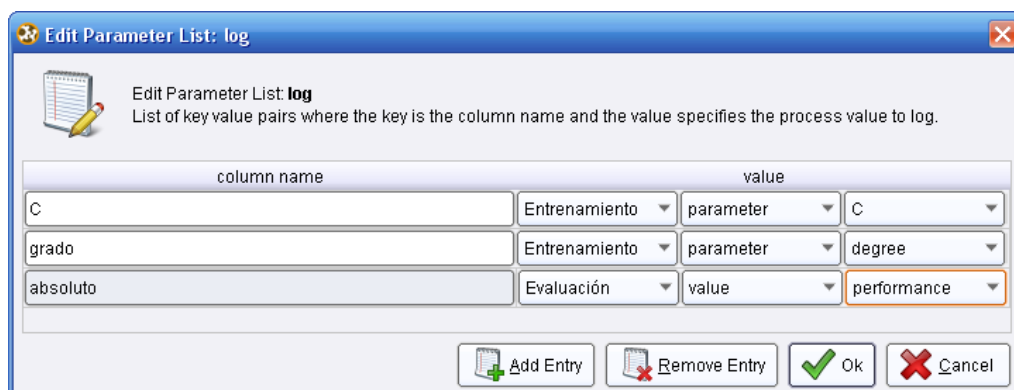 Edit Parameter List: log
Edit Parameter List: log
List of key value pairs where the key is the column name and the value specifies the process value to log.
column name value
C Entrenamiento parameter C
grado Entrenamiento parameter degree
absoluto Evaluación value performance
Add Entry Remove Entry Ok Cancel